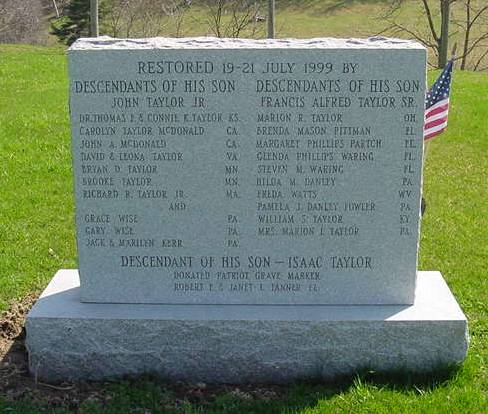 RESTORED 19-21 JULY 1999 BY
DESCENDANTS OF HIS SON
JOHN TAYLOR JR
DR. THOMAS E & CONNIE K. TAYLOR KS.
CAROLYN TAYLOR MCDONALD GA.
JOHN A. MCDONALD GA.
DAVID & LEONA TAYLOR VA.
BRYAN D. TAYLOR MN.
BROOKE TAYLOR MN.
RICHARD R. TAYLOR JR. MA.
AND
GRACE WISE PA.
GARY WISE PA.
JACK & MARILYN KERR PA.
DESCENDANTS OF HIS SON
FRANCIS ALFRED TAYLOR SR.
MARION R. TAYLOR OH.
BRENDA MASON PITTMAN FL.
MARGARET PHILLIPS PARTCH FL.
GLENDA PHILLIPS WARING FL.
STEVEN M. WARING FL.
HILDA M. DANLEY PA.
FREDA WATTS WV.
PAMELA J. DANLEY FOWLER PA.
WILLIAM S. TAYLOR KY.
MRS. MARION I. TAYLOR PA.
DESCENDANT OF HIS SON - ISAAC TAYLOR
DONATED PATRIOT GRAVE MARKER
ROBERT E. & JANET L. TANNER FL.